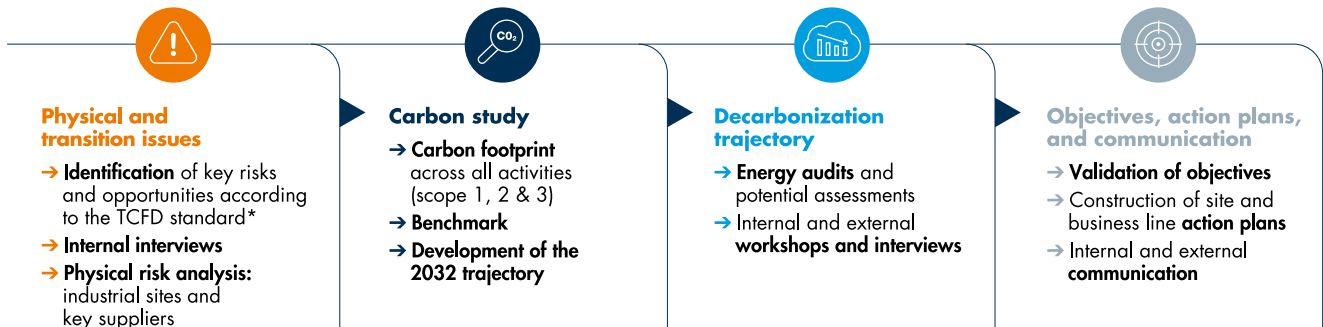 CO₂
Physical and
transition issues
→ Identification of key risks
and opportunities according
to the TCFD standard*
→ Internal interviews
→ Physical risk analysis:
industrial sites and
key suppliers
Carbon study
→ Carbon footprint
across all activities
(scope 1, 2 & 3)
→ Benchmark
→ Development of the
2032 trajectory
Decarbonization
trajectory
→ Energy audits and
potential assessments
→ Internal and external
workshops and interviews
Objectives, action plans,
and communication
→ Validation of objectives
→ Construction of site and
business line action plans
→ Internal and external
communication